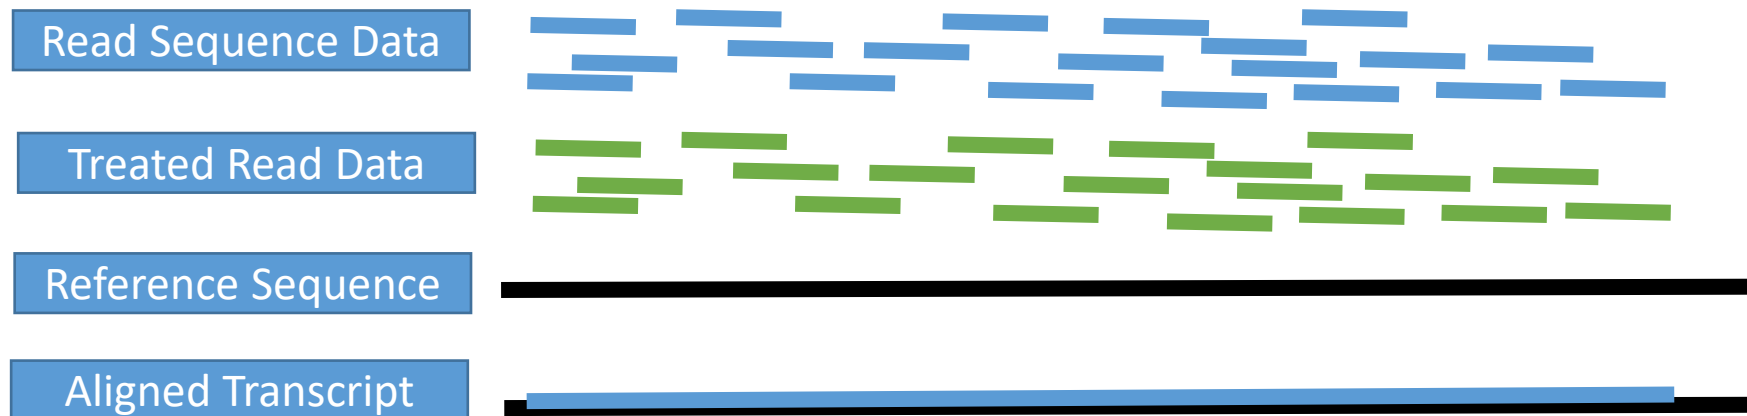 Read Sequence Data
Treated Read Data
Reference Sequence
Aligned Transcript